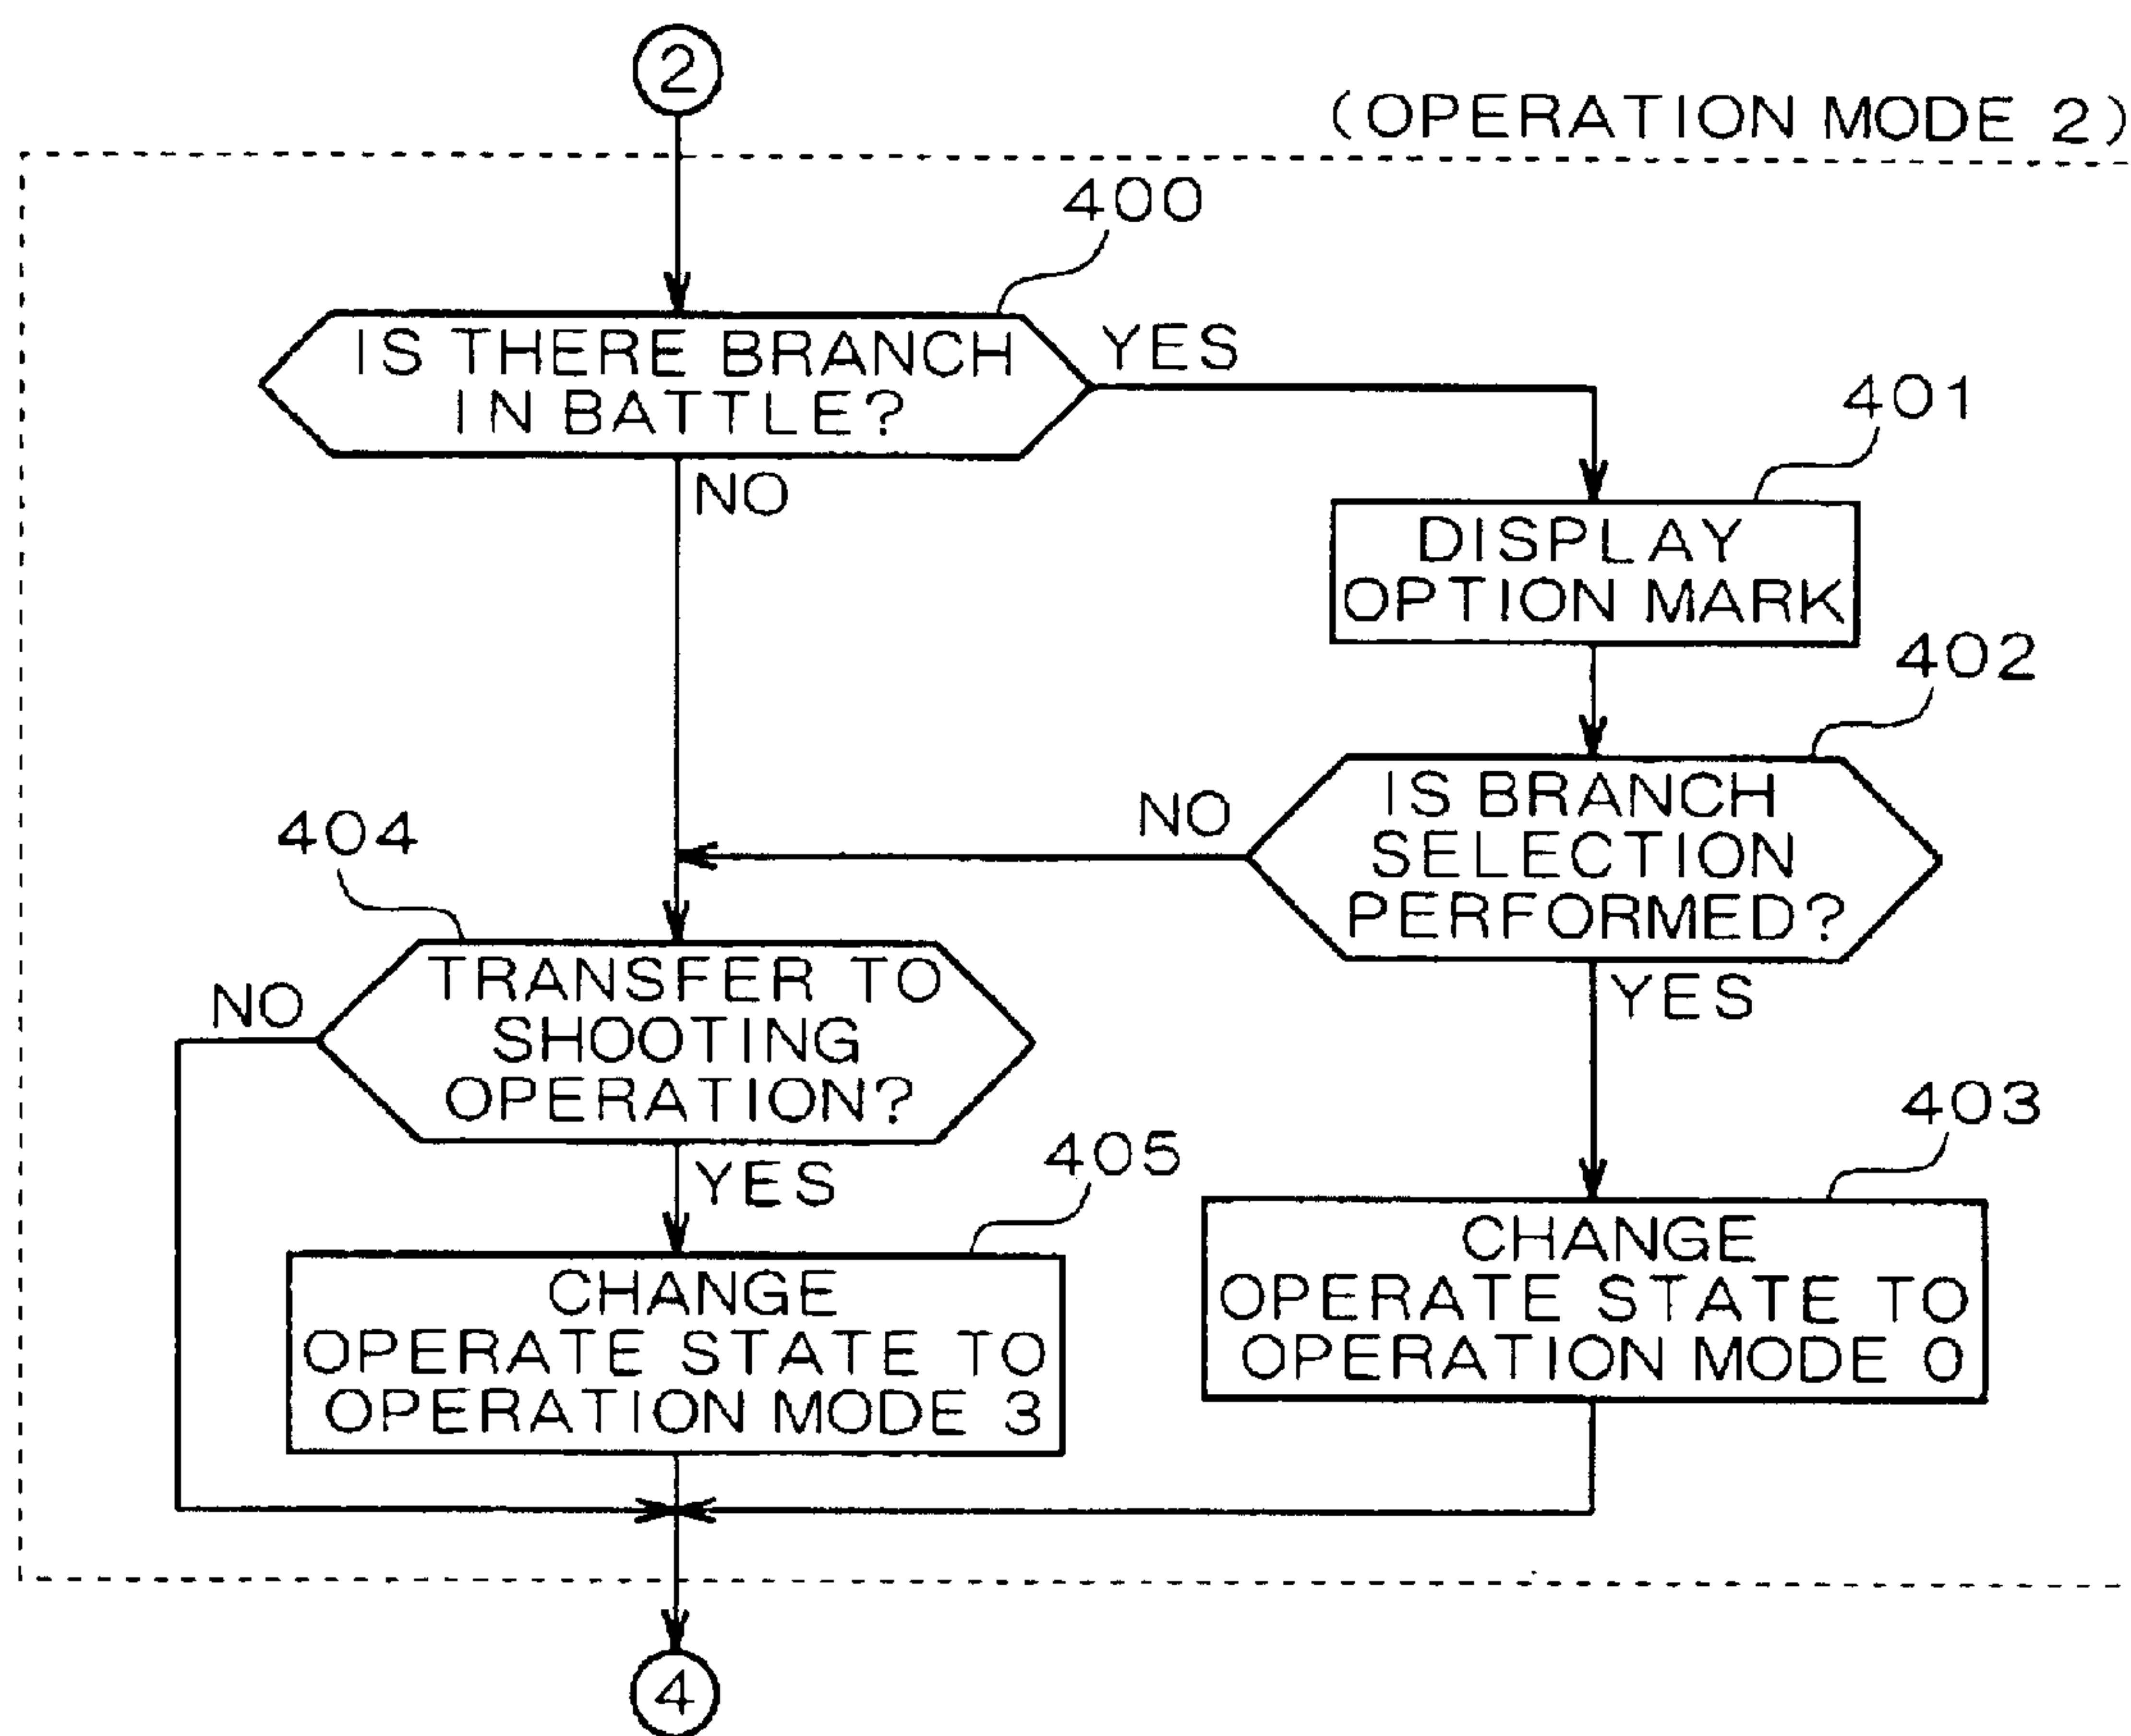 2
(OPERATION MODE 2)
400
IS THERE BRANCH
IN BATTLE?
YES
NO
401
DISPLAY
OPTION MARK
402
IS BRANCH
SELECTION
PERFORMED?
NO
YES
404
TRANSFER TO
SHOOTING
OPERATION?
NO
YES
403
CHANGE
OPERATE STATE TO
OPERATION MODE 0
405
CHANGE
OPERATE STATE TO
OPERATION MODE 3
4